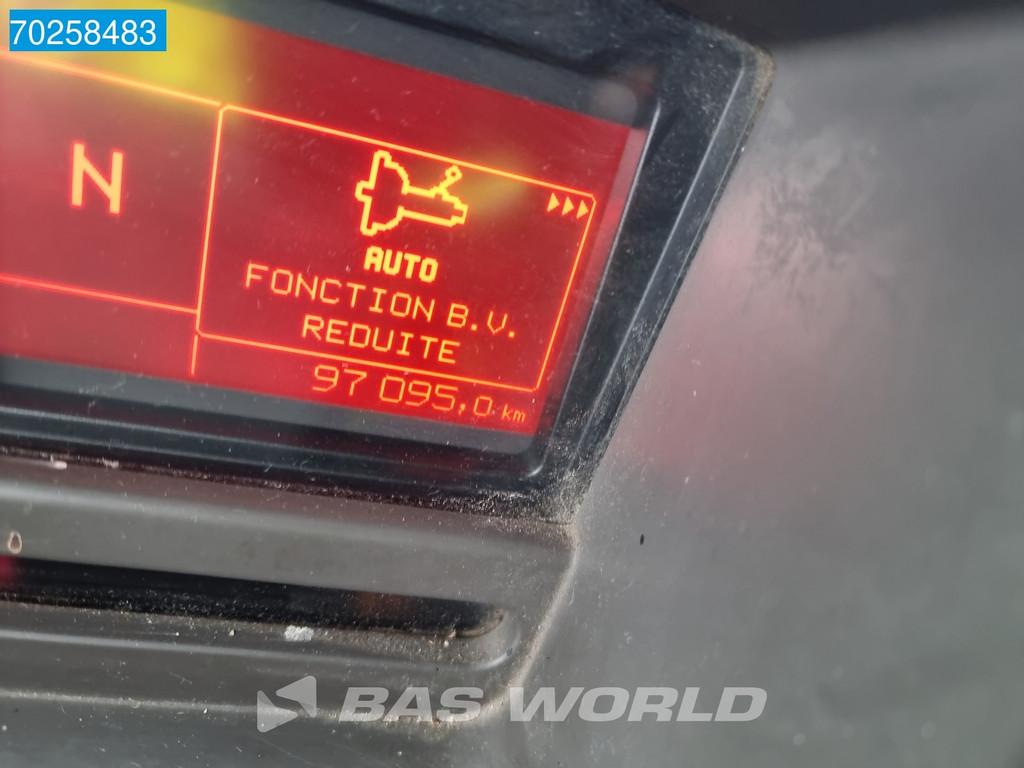 70258483
N
AUTO
FONCTION B.V.
REDUITE
97 095,0 km
BAS WORLD